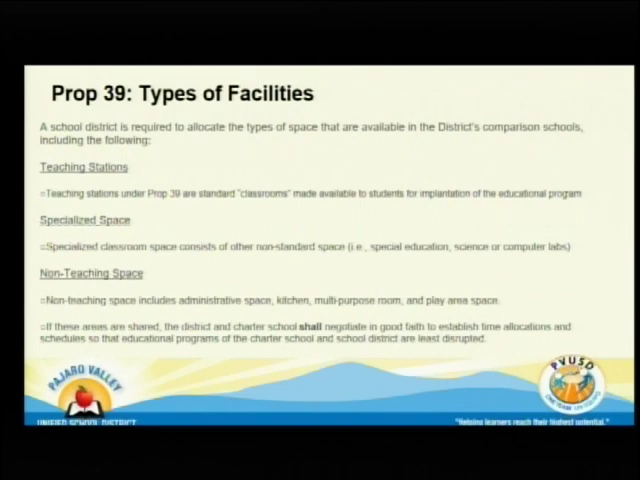 Prop 39: Types of Facilities
A school district is required to allocate the types of space that are available in the District's comparison schools,
including the following:
Teaching Stations
○Teaching stations under Prop 39 are standard "classrooms" made available to students for implantation of the educational program
Specialized Space
○Specialized classroom space consists of other non-standard space (i.e., special education, science or computer labs)
Non-Teaching Space
○Non-teaching space includes administrative space, kitchen, multi-purpose room, and play area space.
○If these areas are shared, the district and charter school shall negotiate in good faith to establish time allocations and
schedules so that educational programs of the charter school and school district are least disrupted.
PAJARO VALLEY
UNIFIED SCHOOL DISTRICT
PVUSD
"Helping learners reach their highest potential."